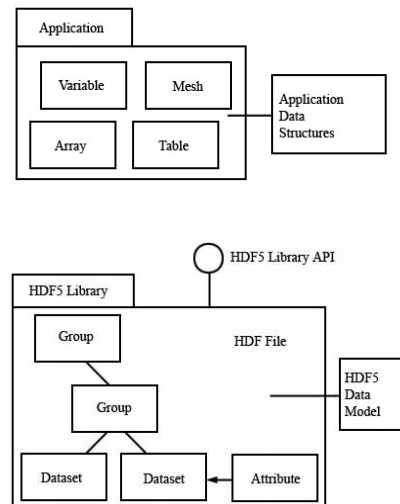 Application
Variable
Mesh
Array
Table
Application
Data
Structures
HDF5 Library API
HDF5 Library
Group
HDF File
Group
HDF5
Data
Model
Dataset
Dataset
Attribute